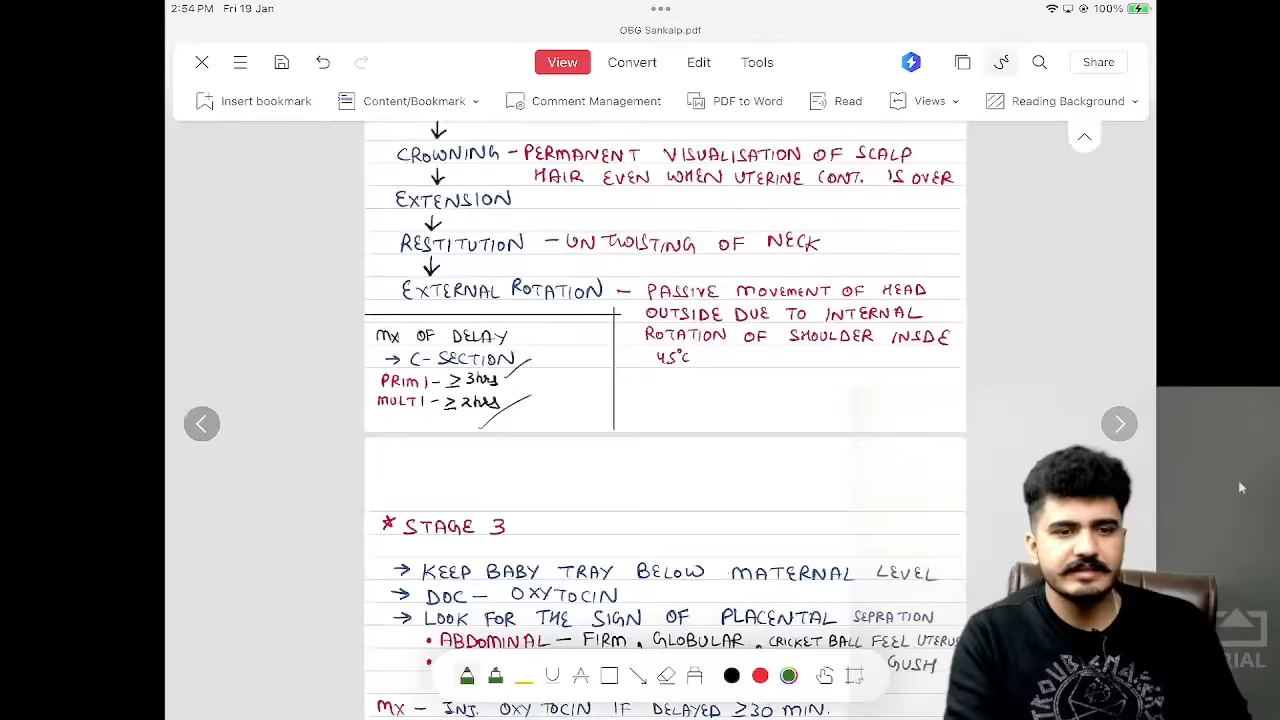 2:54 PM Fri 19 Jan
100%
OBG Sankalp.pdf
View Convert Edit Tools Share
Insert bookmark Content/Bookmark Comment Management PDF to Word Read Views Reading Background
CROWNING - PERMANENT VISUALISATION OF SCALP
HAIR EVEN WHEN UTERINE CONT. IS OVER
EXTENSION
RESTITUTION - UNTWISTING OF NECK
EXTERNAL ROTATION - PASSIVE MOVEMENT OF HEAD
OUTSIDE DUE TO INTERNAL
ROTATION OF SHOULDER INSDE
45°C
MX OF DELAY
→ C-SECTION
PRIMI - ≥ 3hrs
MULTI - ≥ 2hrs
* STAGE 3
→ KEEP BABY TRAY BELOW MATERNAL LEVEL
→ DOC - OXYTOCIN
→ LOOK FOR THE SIGN OF PLACENTAL SEPRATION
• ABDOMINAL - FIRM, GLOBULAR, CRICKET BALL FEEL UTERUS
GUSH
MX - INJ. OXYTOCIN IF DELAYED ≥30 MIN.